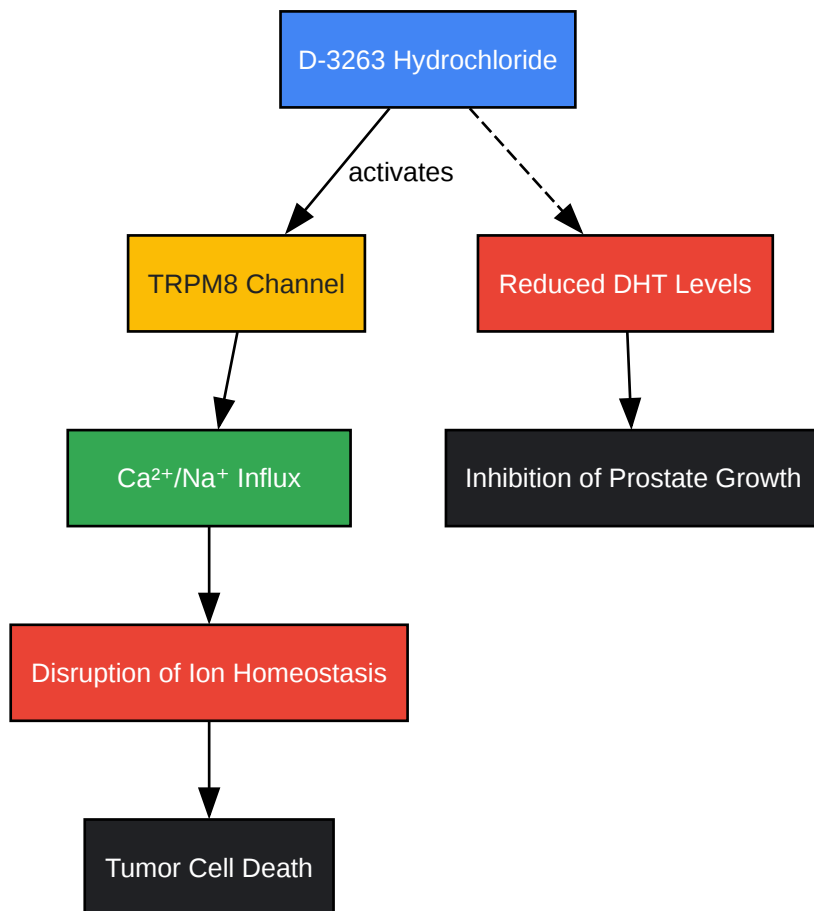 D-3263 Hydrochloride
activates
TRPM8 Channel
Reduced DHT Levels
Ca²⁺/Na⁺ Influx
Inhibition of Prostate Growth
Disruption of Ion Homeostasis
Tumor Cell Death